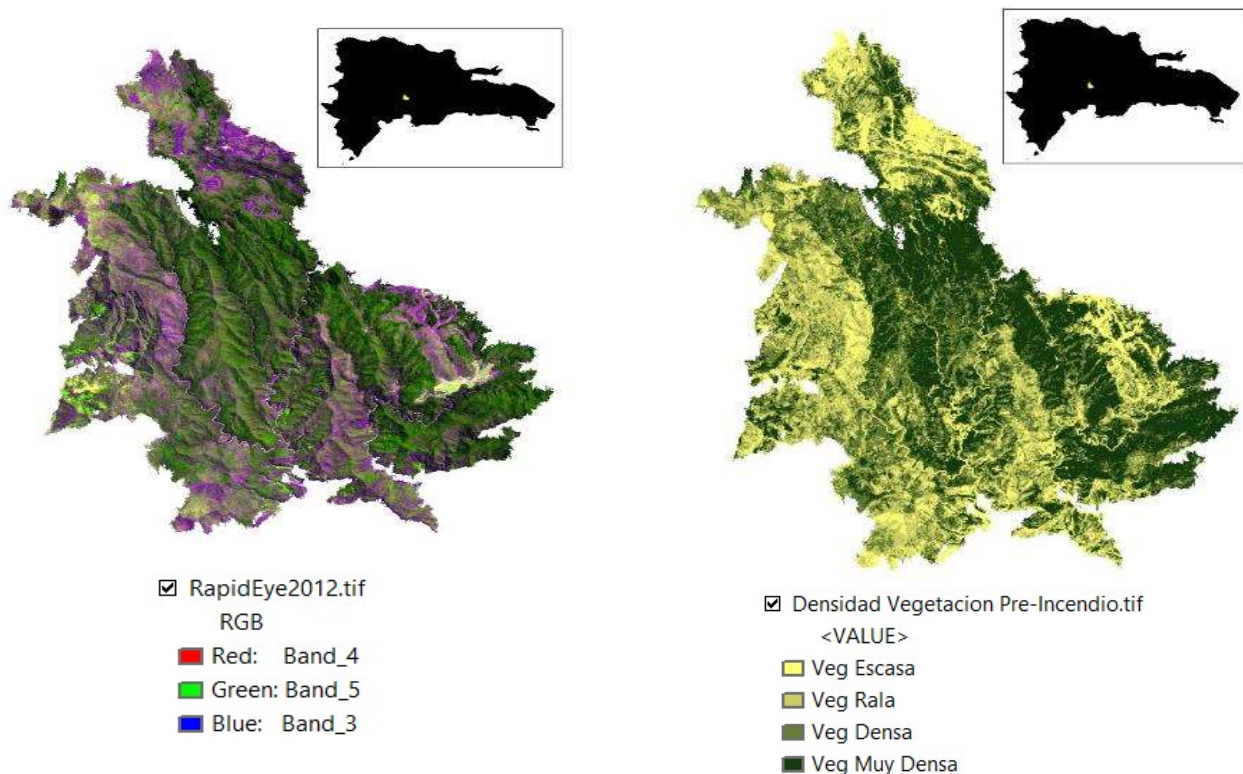 RapidEye2012.tif
RGB
Red: Band_4
Green: Band_5
Blue: Band_3
Densidad Vegetacion Pre-Incendio.tif
<VALUE>
Veg Escasa
Veg Rala
Veg Densa
Veg Muy Densa